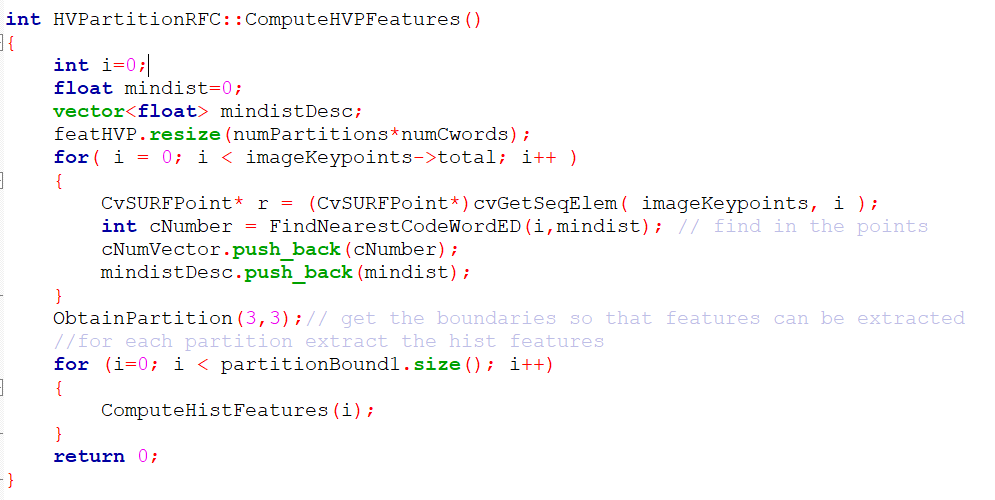 int HVPartitionRFC::ComputeHVPFeatures()
{
    int i=0;
    float mindist=0;
    vector<float> mindistDesc;
    featHVP.resize(numPartitions*numCwords);
    for( i = 0; i < imageKeypoints->total; i++ )
    {
        CvSURFPoint* r = (CvSURFPoint*)cvGetSeqElem( imageKeypoints, i );
        int cNumber = FindNearestCodeWordED(i,mindist); // find in the points
        cNumVector.push_back(cNumber);
        mindistDesc.push_back(mindist);
    }
    ObtainPartition(3,3);// get the boundaries so that features can be extracted
    //for each partition extract the hist features
    for (i=0; i < partitionBound1.size(); i++)
    {
        ComputeHistFeatures(i);
    }
    return 0;
}